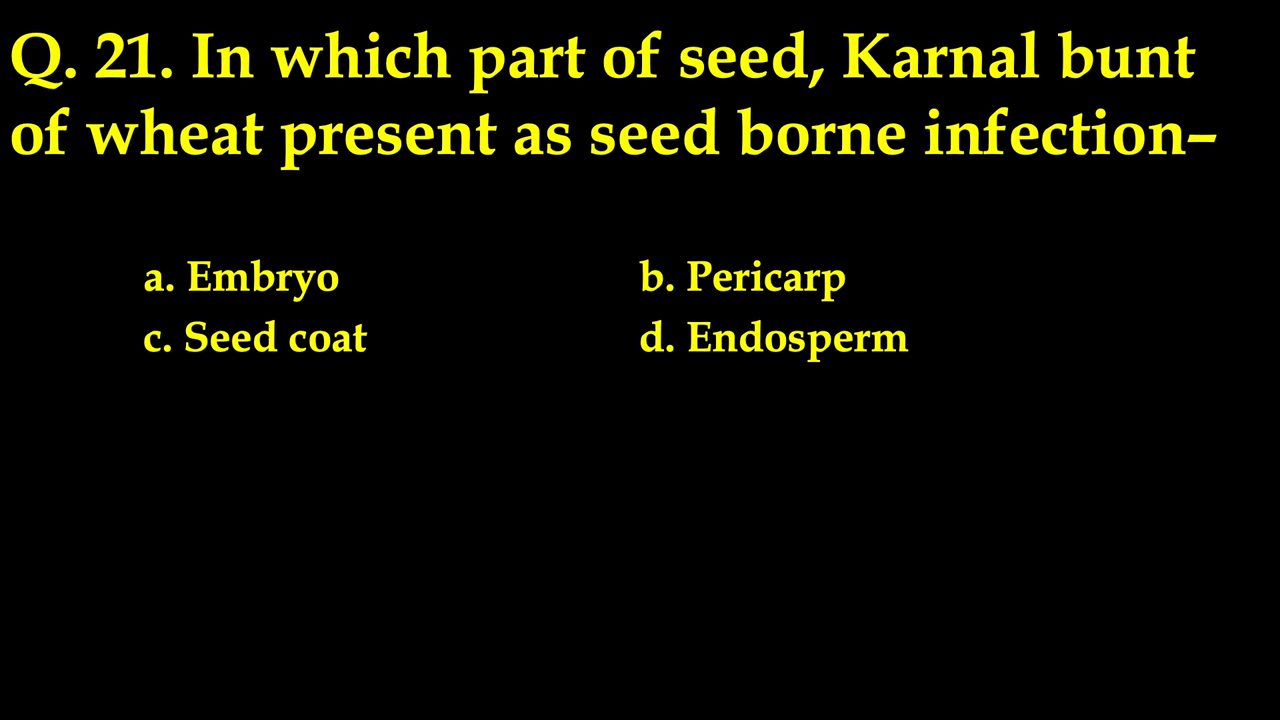 Q. 21. In which part of seed, Karnal bunt
of wheat present as seed borne infection–
a. Embryo b. Pericarp
c. Seed coat d. Endosperm